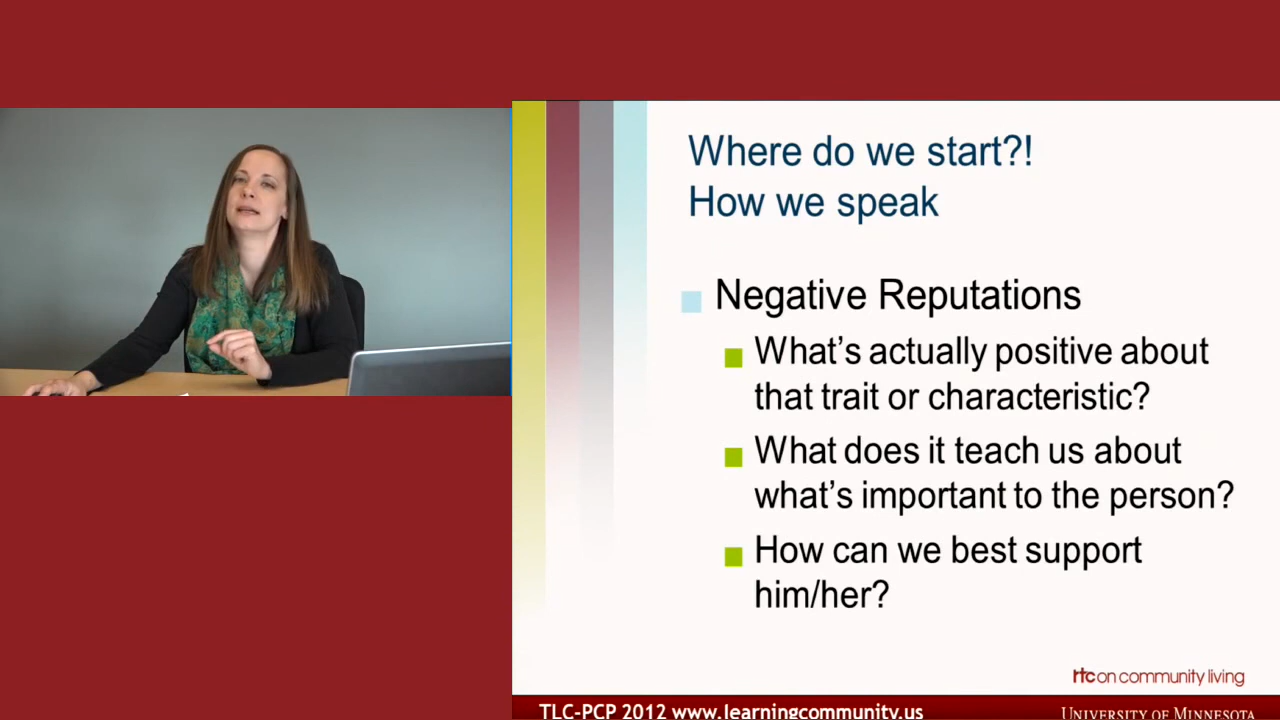 Where do we start?!
How we speak
Negative Reputations
What’s actually positive about
that trait or characteristic?
What does it teach us about
what’s important to the person?
How can we best support
him/her?
rtc on community living
TLC-PCP 2012 www.learningcommunity.us
UNIVERSITY OF MINNESOTA